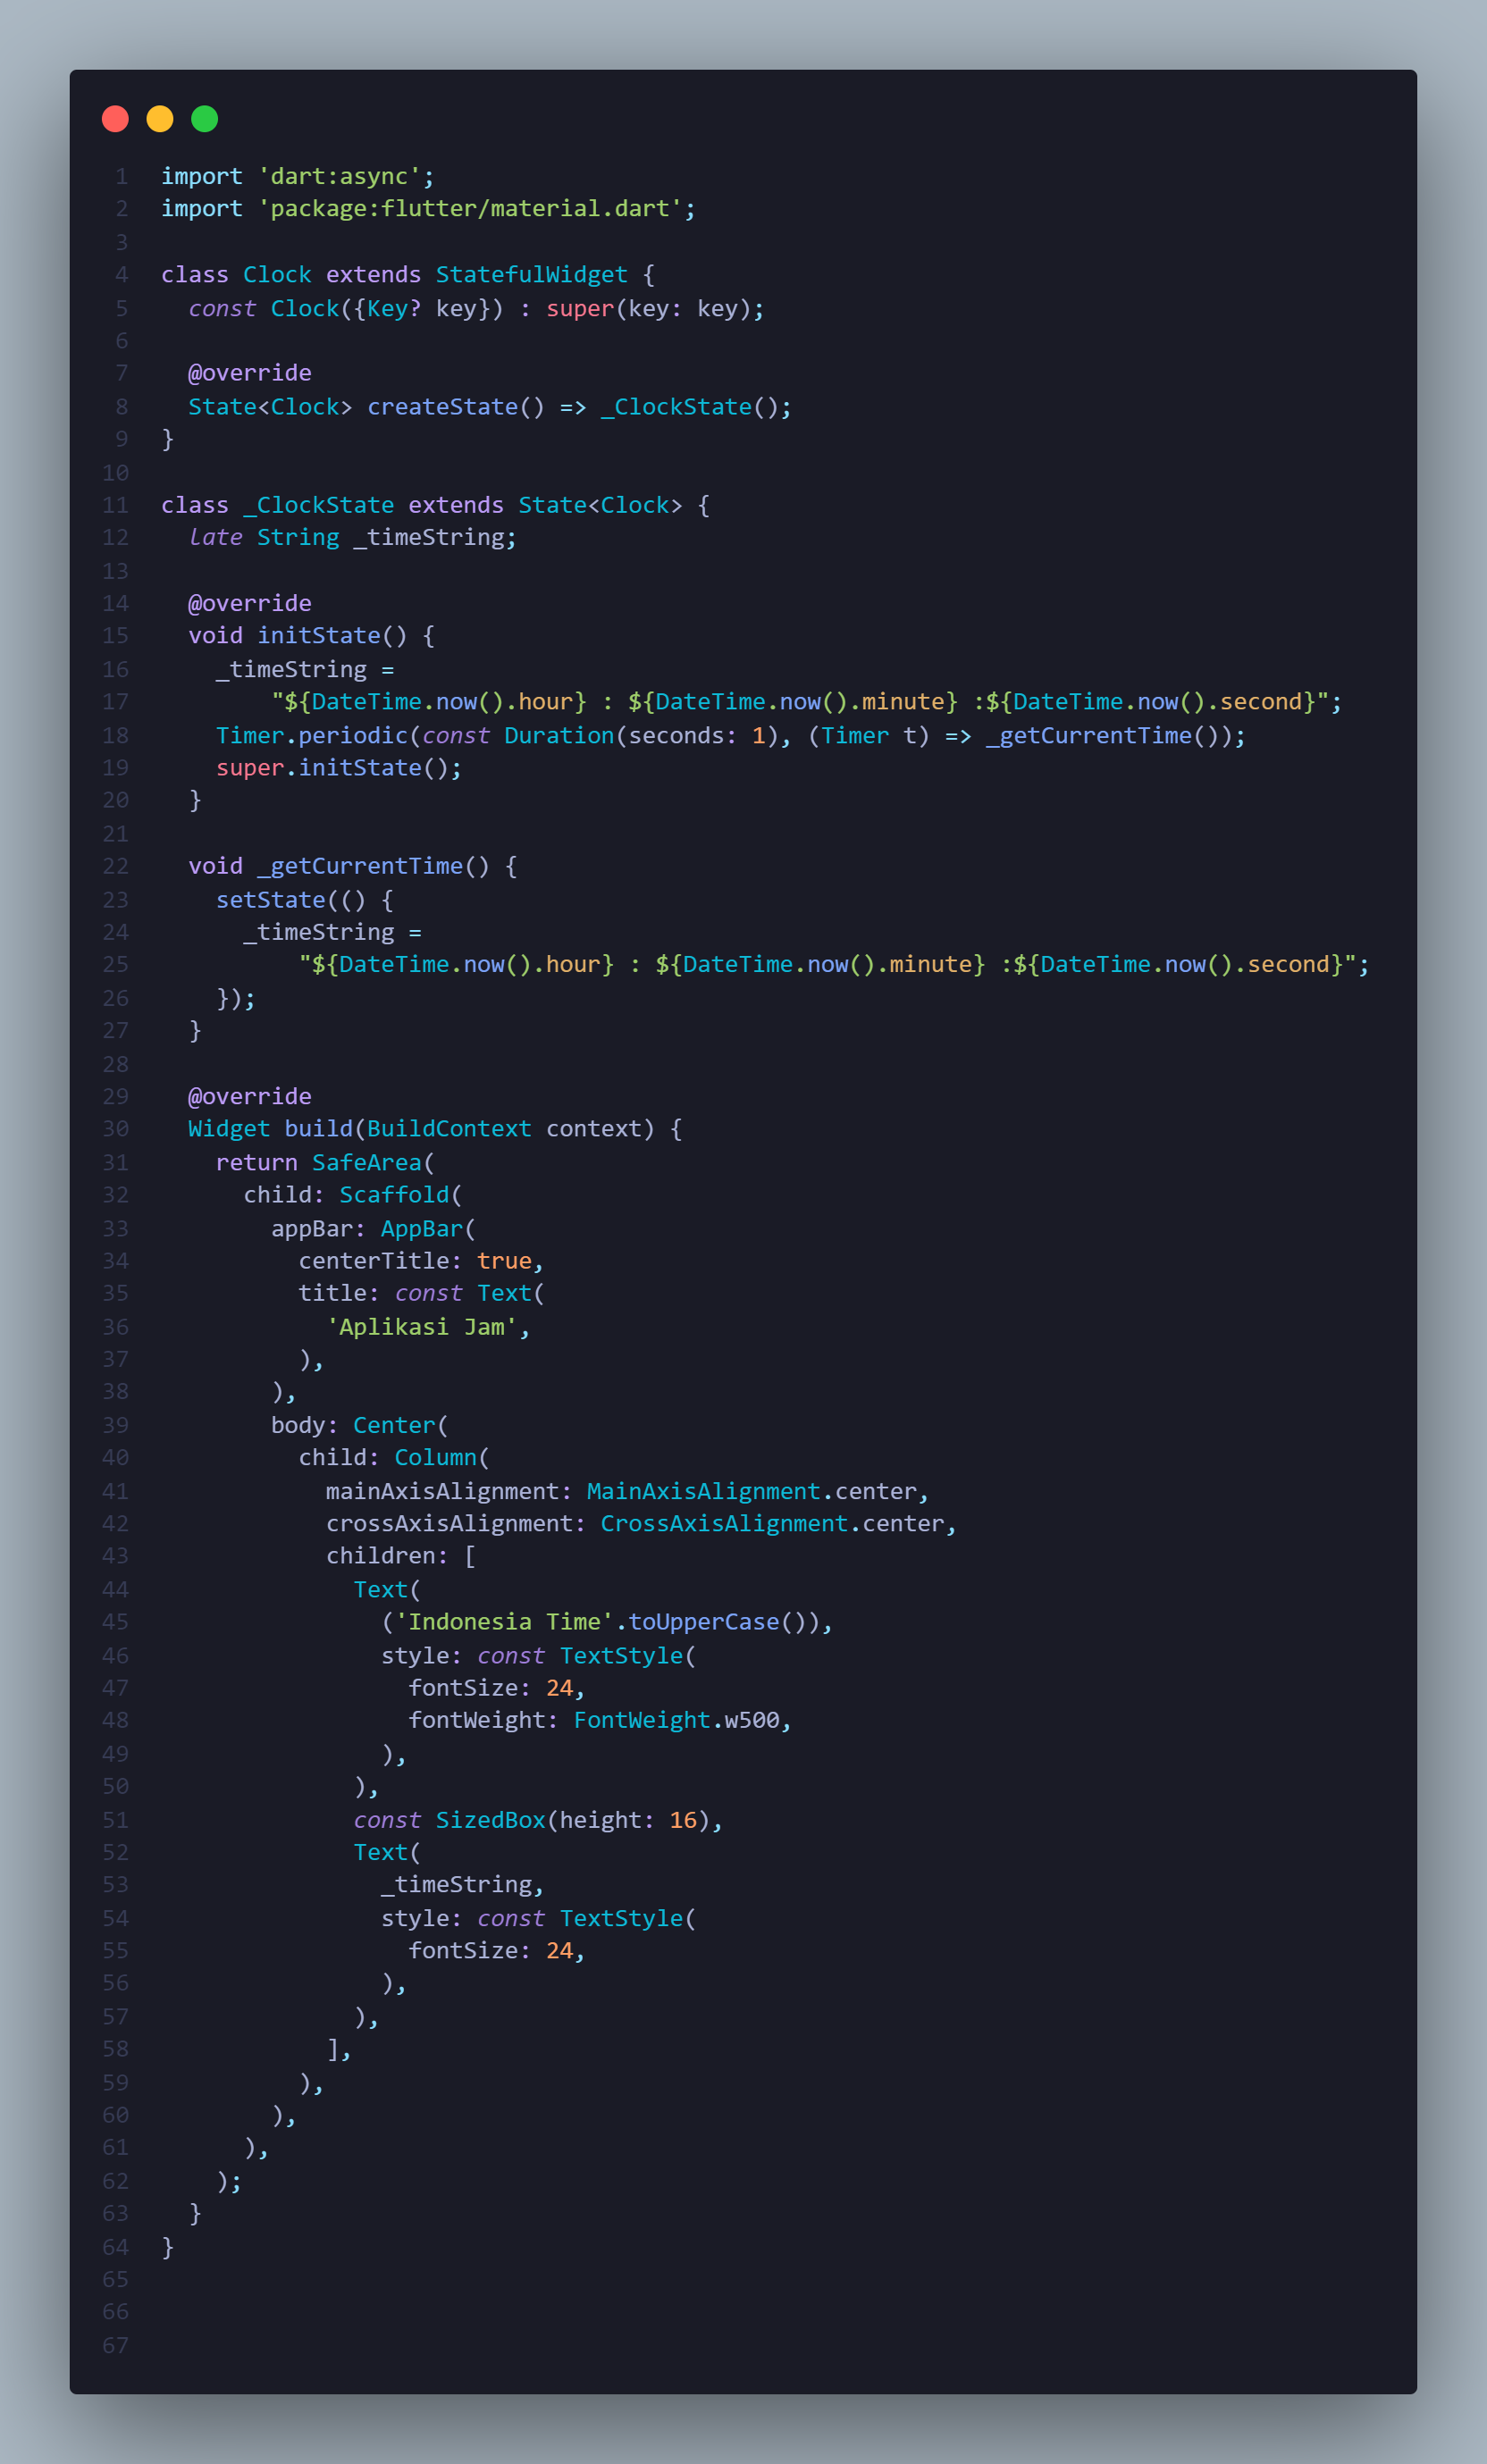 1 import 'dart:async';
2 import 'package:flutter/material.dart';
3
4 class Clock extends StatefulWidget {
5   const Clock({Key? key}) : super(key: key);
6
7   @override
8   State<Clock> createState() => _ClockState();
9 }
10
11 class _ClockState extends State<Clock> {
12   late String _timeString;
13
14   @override
15   void initState() {
16     _timeString =
17         "${DateTime.now().hour} : ${DateTime.now().minute} :${DateTime.now().second}";
18     Timer.periodic(const Duration(seconds: 1), (Timer t) => _getCurrentTime());
19     super.initState();
20   }
21
22   void _getCurrentTime() {
23     setState(() {
24       _timeString =
25           "${DateTime.now().hour} : ${DateTime.now().minute} :${DateTime.now().second}";
26     });
27   }
28
29   @override
30   Widget build(BuildContext context) {
31     return SafeArea(
32       child: Scaffold(
33         appBar: AppBar(
34           centerTitle: true,
35           title: const Text(
36             'Aplikasi Jam',
37           ),
38         ),
39         body: Center(
40           child: Column(
41             mainAxisAlignment: MainAxisAlignment.center,
42             crossAxisAlignment: CrossAxisAlignment.center,
43             children: [
44               Text(
45                 ('Indonesia Time'.toUpperCase()),
46                 style: const TextStyle(
47                   fontSize: 24,
48                   fontWeight: FontWeight.w500,
49                 ),
50               ),
51               const SizedBox(height: 16),
52               Text(
53                 _timeString,
54                 style: const TextStyle(
55                   fontSize: 24,
56                 ),
57               ),
58             ],
59           ),
60         ),
61       ),
62     );
63   }
64 }
65
66
67